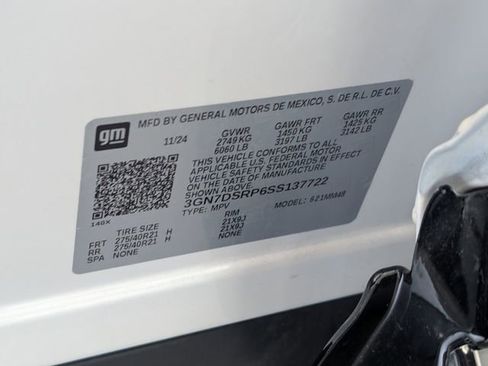 gm
MFD BY GENERAL MOTORS DE MEXICO, S. DE R.L. DE C.V.
11/24 GVWR GAWR FRT GAWR RR
2749 KG 1450 KG 1425 KG
6060 LB 3197 LB 3142 LB
THIS VEHICLE CONFORMS TO ALL
APPLICABLE U.S. FEDERAL MOTOR
VEHICLE SAFETY STANDARDS IN EFFECT
ON THE DATE OF MANUFACTURE
SHOWN ABOVE.
3GN7DSRP6SS137722
TYPE: MPV MODEL: 621MM48
TIRE SIZE RIM
FRT 275/40R21 H 21X9J
RR 275/40R21 H 21X9J
SPA NONE NONE